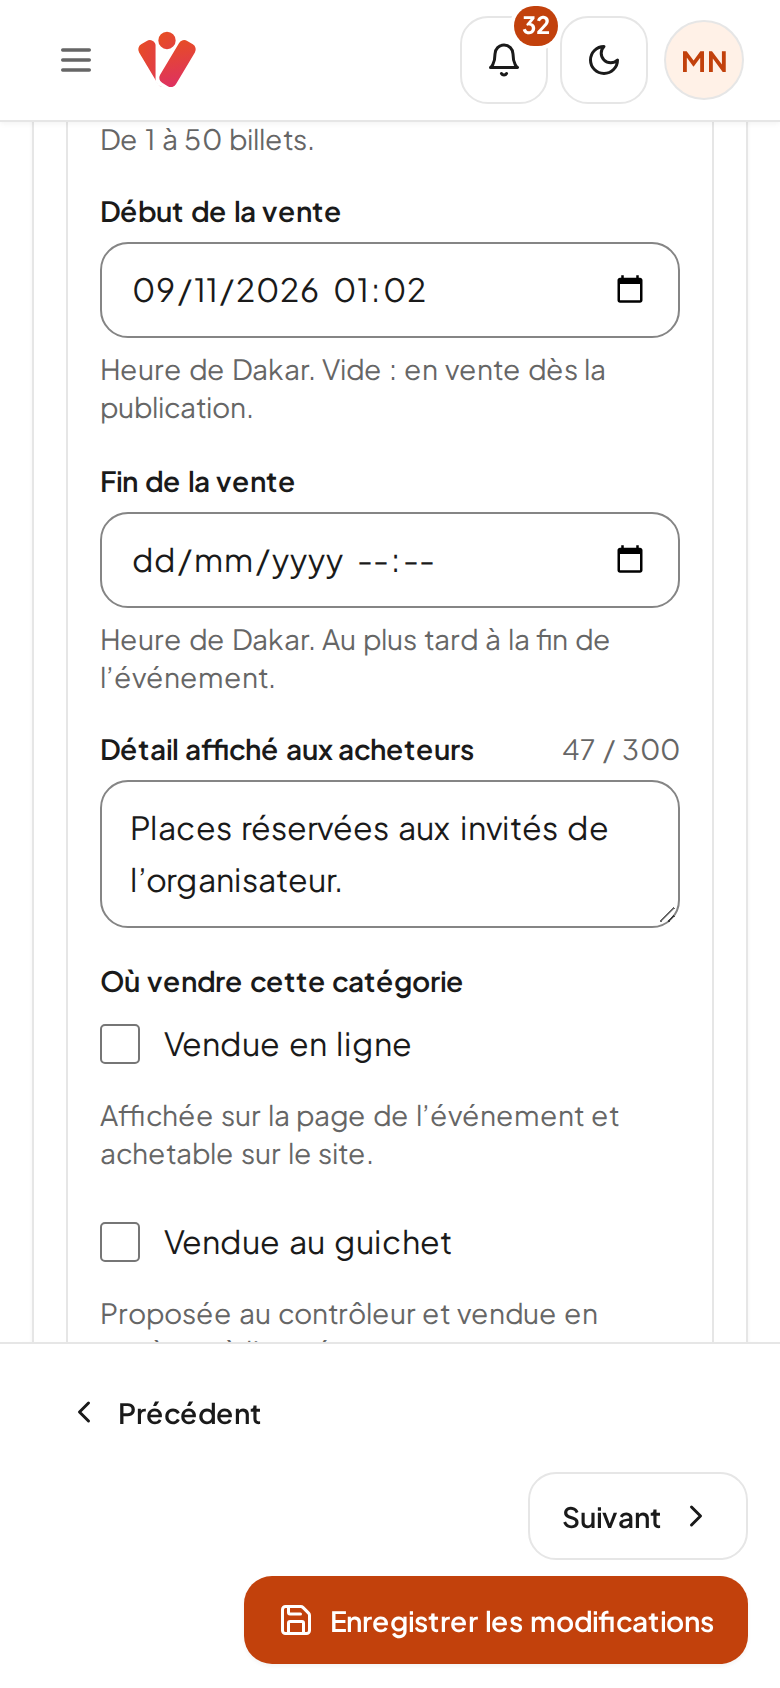 32
MN
De 1 à 50 billets.
Début de la vente
09/11/2026 01:02
Heure de Dakar. Vide : en vente dès la
publication.
Fin de la vente
dd/mm/yyyy --:--
Heure de Dakar. Au plus tard à la fin de
l’événement.
Détail affiché aux acheteurs 47 / 300
Places réservées aux invités de
l’organisateur.
Où vendre cette catégorie
Vendue en ligne
Affichée sur la page de l’événement et
achetable sur le site.
Vendue au guichet
Proposée au contrôleur et vendue en
Précédent
Suivant
Enregistrer les modifications